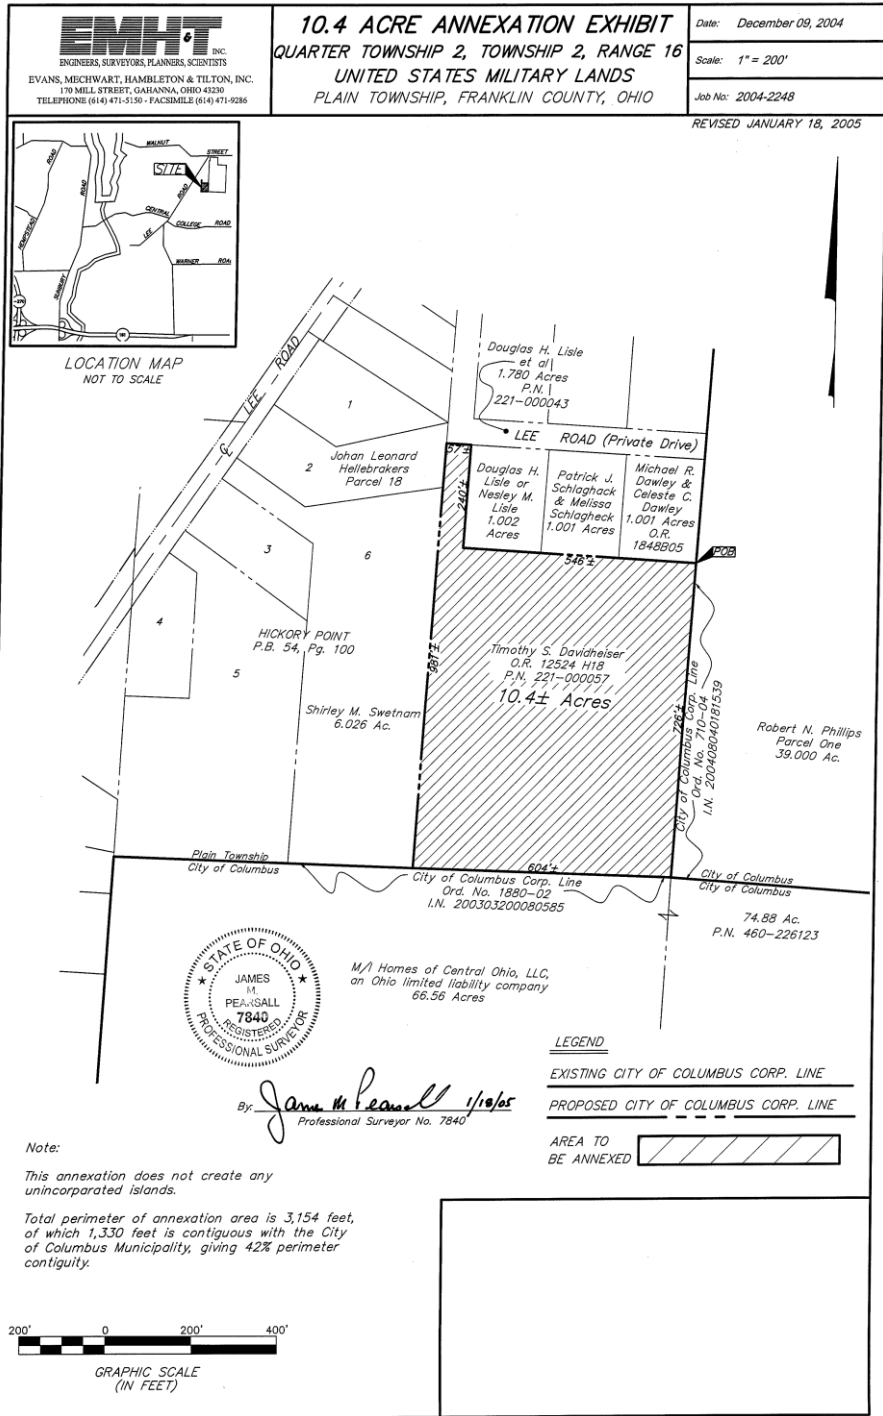 EMH&T INC.
ENGINEERS, SURVEYORS, PLANNERS, SCIENTISTS
EVANS, MECHWART, HAMBLETON & TILTON, INC.
170 MILL STREET, GAHANNA, OHIO 43230
TELEPHONE (614) 471-5150 - FACSIMILE (614) 471-9286
10.4 ACRE ANNEXATION EXHIBIT
QUARTER TOWNSHIP 2, TOWNSHIP 2, RANGE 16
UNITED STATES MILITARY LANDS
PLAIN TOWNSHIP, FRANKLIN COUNTY, OHIO
Date: December 09, 2004
Scale: 1" = 200'
Job No: 2004-2248
REVISED JANUARY 18, 2005
WALNUT
STREET
SITE
ROAD
ROAD
ROAD
HEMPSTEAD
CENTRAL
COLLEGE ROAD
LEE
WARNER ROA
SUNBURY
270
161
LOCATION MAP
NOT TO SCALE
LEE ROAD
℄
Douglas H. Lisle
et al
1.780 Acres
P.N.
221-000043
LEE ROAD (Private Drive)
1
2
Johan Leonard
Hellebrakers
Parcel 18
57'±
240'±
Douglas H.
Lisle or
Nesley M.
Lisle
1.002
Acres
Patrick J.
Schlaghack
& Melissa
Schlagheck
1.001 Acres
Michael R.
Dawley &
Celeste C.
Dawley
1.001 Acres
O.R.
1848B05
POB
546'±
3
6
4
HICKORY POINT
P.B. 54, Pg. 100
5
981'±
Timothy S. Davidheiser
O.R. 12524 H18
P.N. 221-000057
10.4± Acres
Shirley M. Swetnam
6.026 Ac.
726'±
City of Columbus Corp. Line
Ord. No. 710-04
I.N. 200408040181539
Robert N. Phillips
Parcel One
39.000 Ac.
Plain Township
City of Columbus
604'±
City of Columbus Corp. Line
Ord. No. 1880-02
I.N. 200303200080585
City of Columbus
City of Columbus
74.88 Ac.
P.N. 460-226123
Z
STATE OF OHIO
JAMES
M.
PEARSALL
7840
REGISTERED
PROFESSIONAL SURVEYOR
M/I Homes of Central Ohio, LLC,
an Ohio limited liability company
66.56 Acres
By: James M Pearsall 1/18/05
Professional Surveyor No. 7840
LEGEND
EXISTING CITY OF COLUMBUS CORP. LINE
PROPOSED CITY OF COLUMBUS CORP. LINE
AREA TO
BE ANNEXED
Note:
This annexation does not create any
unincorporated islands.
Total perimeter of annexation area is 3,154 feet,
of which 1,330 feet is contiguous with the City
of Columbus Municipality, giving 42% perimeter
contiguity.
200' 0 200' 400'
GRAPHIC SCALE
(IN FEET)